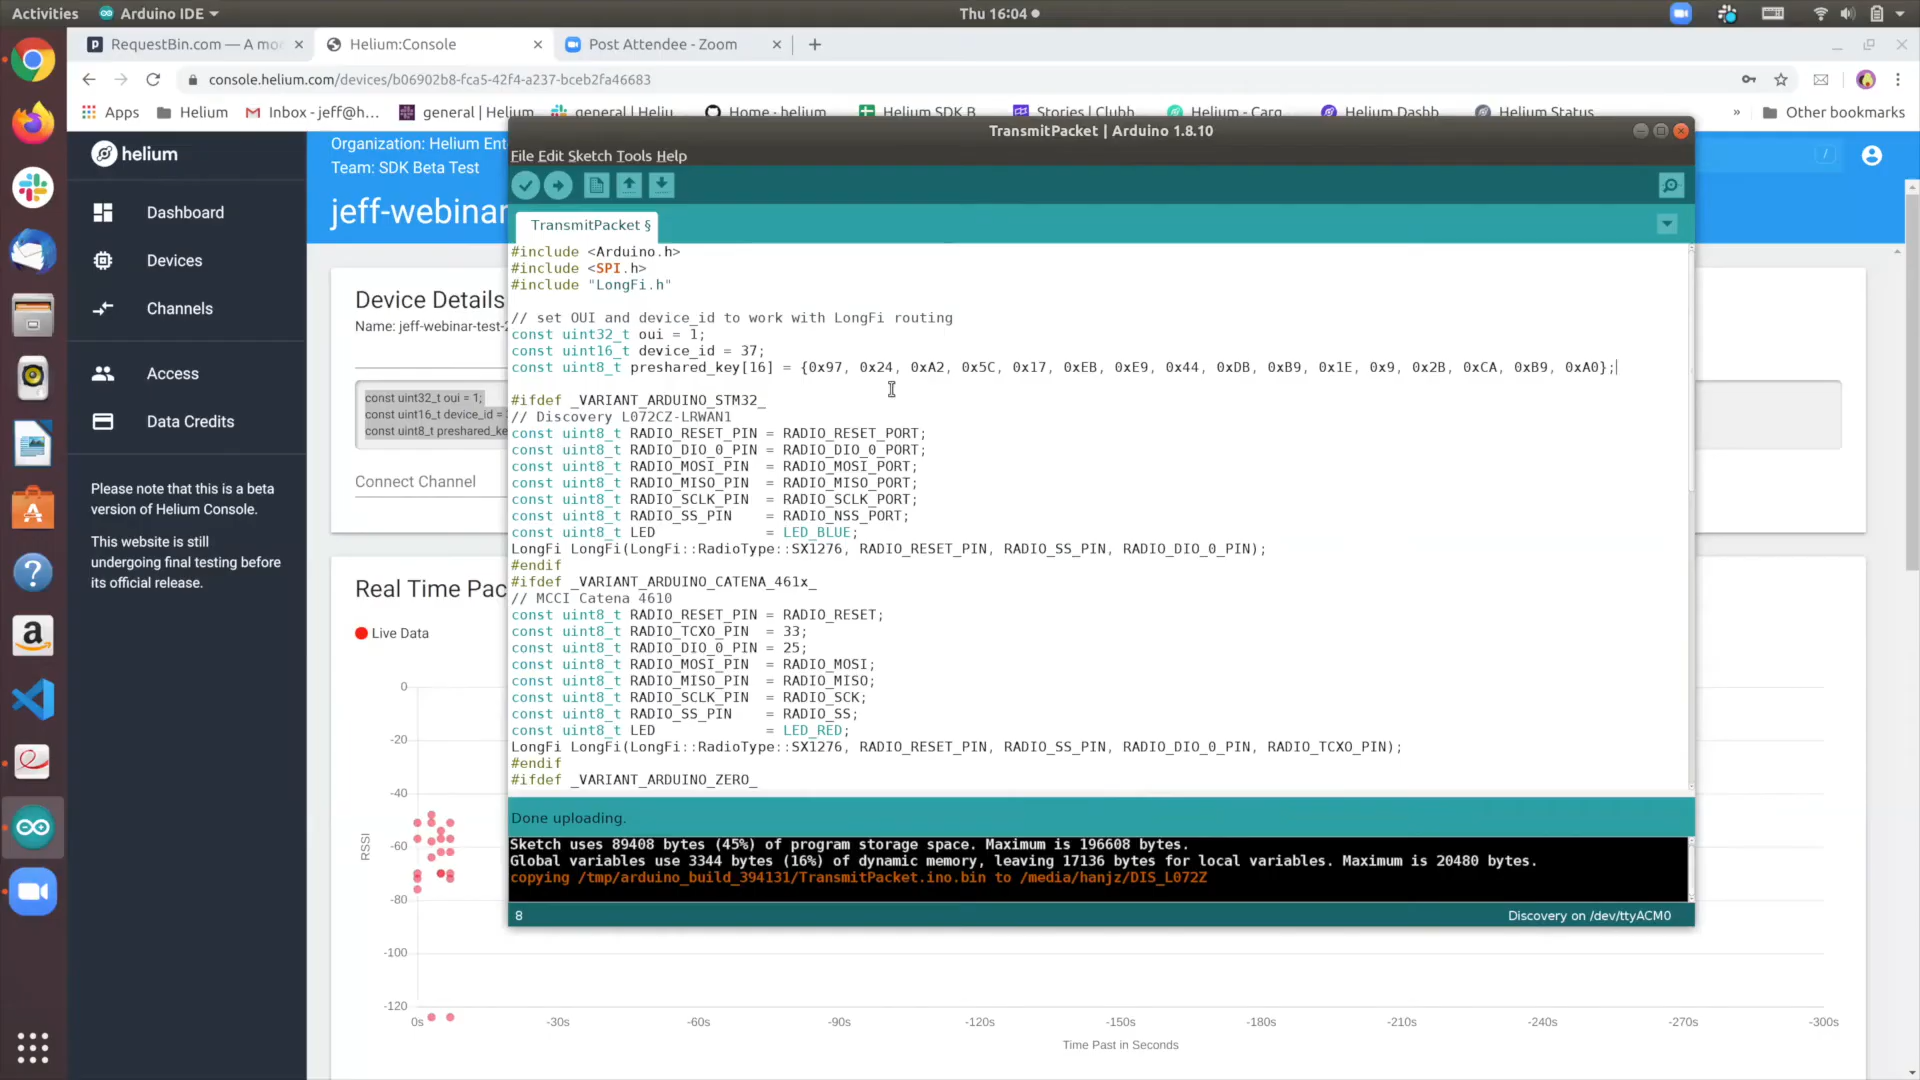 Activities
Arduino IDE
Thu 16:04
RequestBin.com — A mo
Helium:Console
Post Attendee - Zoom
console.helium.com/devices/b06902b8-fca5-42f4-a237-bceb2fa46683
Apps
Helium
Inbox - jeff@h...
general | Helium
general | Heliu
Home · helium
Helium SDK B
Stories | Clubb
Helium - Carg
Helium Dashb
Helium Status
»
Other bookmarks
helium
Dashboard
Devices
Channels
Access
Data Credits
Please note that this is a beta
version of Helium Console.
This website is still
undergoing final testing before
its official release.
Organization: Helium Ent
Team: SDK Beta Test
jeff-webinar
/
Device Details
Name: jeff-webinar-test-2
const uint32_t oui = 1;
const uint16_t device_id =
const uint8_t preshared_ke
Connect Channel
Real Time Pac
Live Data
RSSI
0
-20
-40
-60
-80
-100
-120
0s
-30s
-60s
-90s
-120s
-150s
-180s
-210s
-240s
-270s
-300s
Time Past in Seconds
TransmitPacket | Arduino 1.8.10
File Edit Sketch Tools Help
TransmitPacket §
#include <Arduino.h>
#include <SPI.h>
#include "LongFi.h"
// set OUI and device_id to work with LongFi routing
const uint32_t oui = 1;
const uint16_t device_id = 37;
const uint8_t preshared_key[16] = {0x97, 0x24, 0xA2, 0x5C, 0x17, 0xEB, 0xE9, 0x44, 0xDB, 0xB9, 0x1E, 0x9, 0x2B, 0xCA, 0xB9, 0xA0};
#ifdef _VARIANT_ARDUINO_STM32_
// Discovery L072CZ-LRWAN1
const uint8_t RADIO_RESET_PIN = RADIO_RESET_PORT;
const uint8_t RADIO_DIO_0_PIN = RADIO_DIO_0_PORT;
const uint8_t RADIO_MOSI_PIN  = RADIO_MOSI_PORT;
const uint8_t RADIO_MISO_PIN  = RADIO_MISO_PORT;
const uint8_t RADIO_SCLK_PIN  = RADIO_SCLK_PORT;
const uint8_t RADIO_SS_PIN    = RADIO_NSS_PORT;
const uint8_t LED             = LED_BLUE;
LongFi LongFi(LongFi::RadioType::SX1276, RADIO_RESET_PIN, RADIO_SS_PIN, RADIO_DIO_0_PIN);
#endif
#ifdef _VARIANT_ARDUINO_CATENA_461x_
// MCCI Catena 4610
const uint8_t RADIO_RESET_PIN = RADIO_RESET;
const uint8_t RADIO_TCXO_PIN  = 33;
const uint8_t RADIO_DIO_0_PIN = 25;
const uint8_t RADIO_MOSI_PIN  = RADIO_MOSI;
const uint8_t RADIO_MISO_PIN  = RADIO_MISO;
const uint8_t RADIO_SCLK_PIN  = RADIO_SCK;
const uint8_t RADIO_SS_PIN    = RADIO_SS;
const uint8_t LED             = LED_RED;
LongFi LongFi(LongFi::RadioType::SX1276, RADIO_RESET_PIN, RADIO_SS_PIN, RADIO_DIO_0_PIN, RADIO_TCXO_PIN);
#endif
#ifdef _VARIANT_ARDUINO_ZERO_
Done uploading.
Sketch uses 89408 bytes (45%) of program storage space. Maximum is 196608 bytes.
Global variables use 3344 bytes (16%) of dynamic memory, leaving 17136 bytes for local variables. Maximum is 20480 bytes.
copying /tmp/arduino_build_394131/TransmitPacket.ino.bin to /media/hanjz/DIS_L072Z
8
Discovery on /dev/ttyACM0